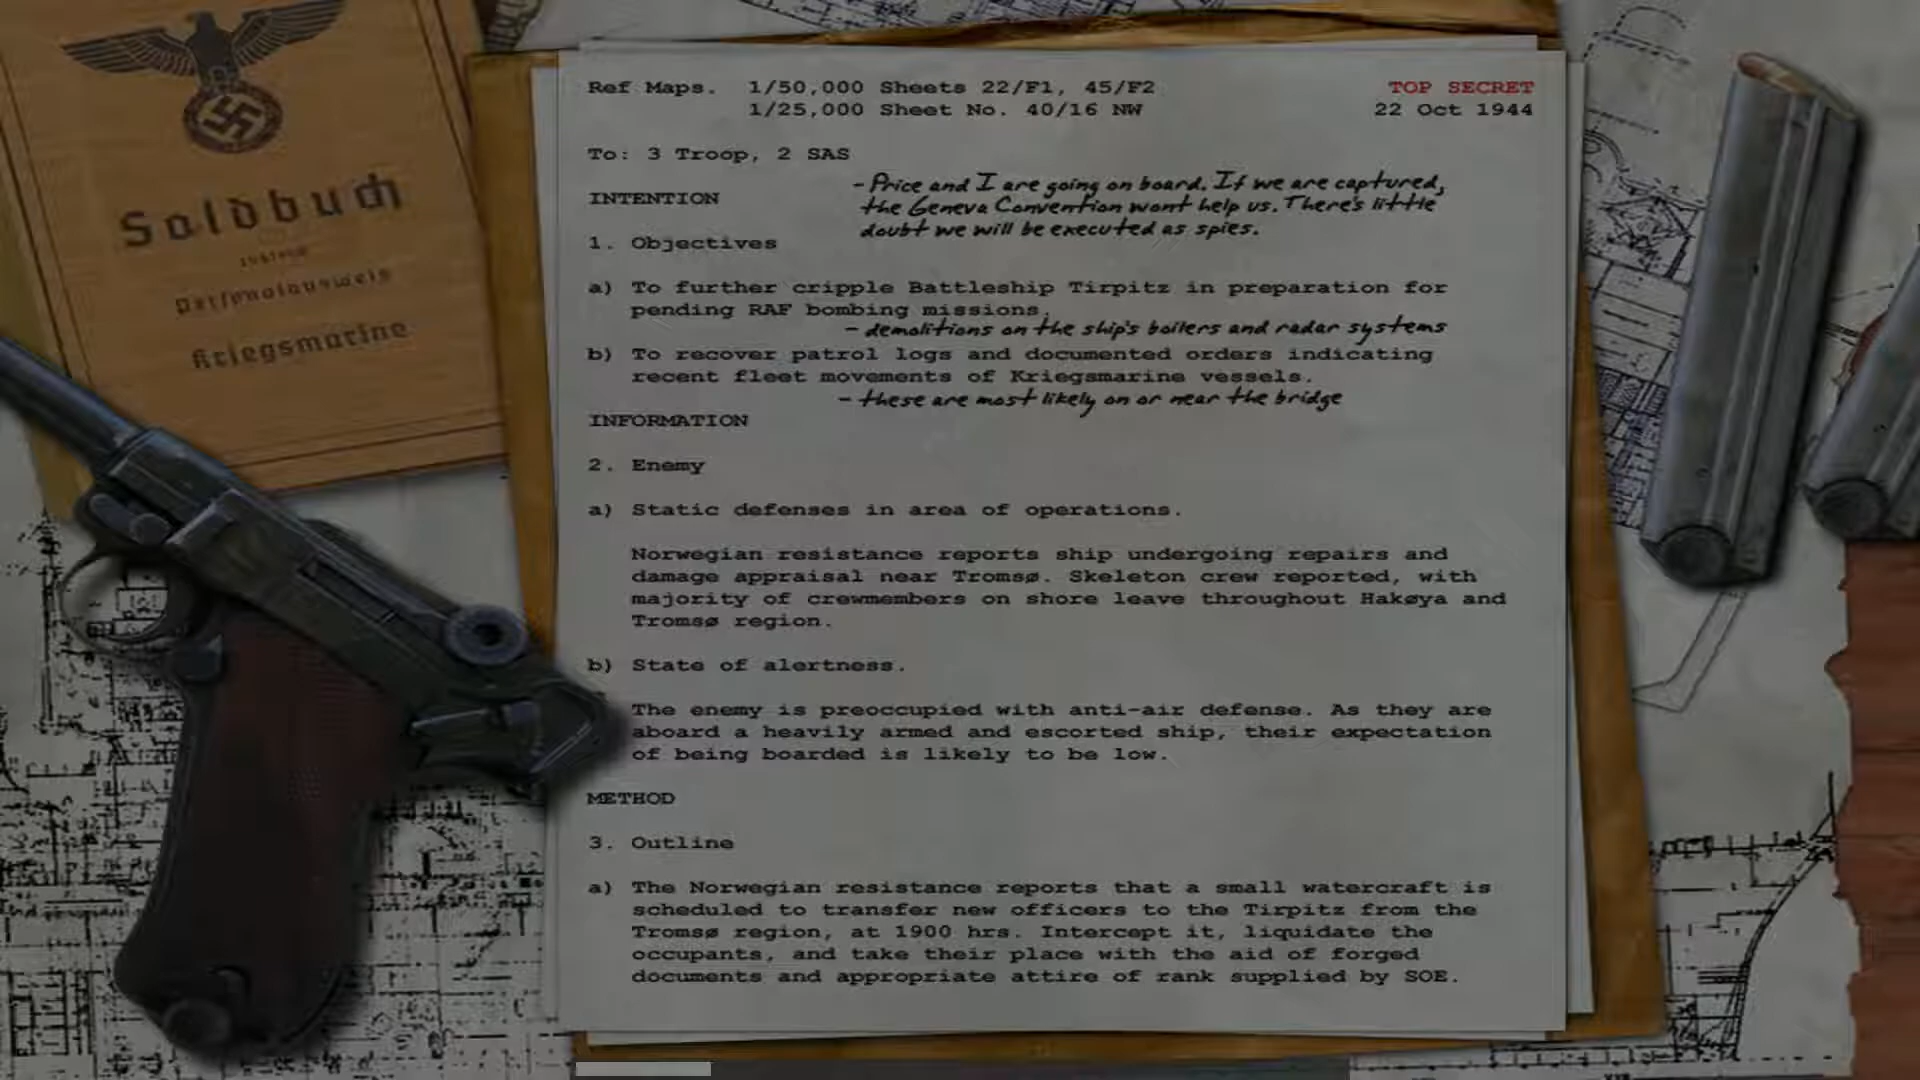 Soldbuch
zugleich
Personalausweis
Kriegsmarine
Ref Maps. 1/50,000 Sheets 22/F1, 45/F2
1/25,000 Sheet No. 40/16 NW
TOP SECRET
22 Oct 1944
To: 3 Troop, 2 SAS
- Price and I are going on board. If we are captured,
the Geneva Convention wont help us. There's little
doubt we will be executed as spies.
INTENTION
1. Objectives
a) To further cripple Battleship Tirpitz in preparation for
pending RAF bombing missions.
- demolitions on the ship's boilers and radar systems
b) To recover patrol logs and documented orders indicating
recent fleet movements of Kriegsmarine vessels.
- these are most likely on or near the bridge
INFORMATION
2. Enemy
a) Static defenses in area of operations.
Norwegian resistance reports ship undergoing repairs and
damage appraisal near Tromsø. Skeleton crew reported, with
majority of crewmembers on shore leave throughout Hakøya and
Tromsø region.
b) State of alertness.
The enemy is preoccupied with anti-air defense. As they are
aboard a heavily armed and escorted ship, their expectation
of being boarded is likely to be low.
METHOD
3. Outline
a) The Norwegian resistance reports that a small watercraft is
scheduled to transfer new officers to the Tirpitz from the
Tromsø region, at 1900 hrs. Intercept it, liquidate the
occupants, and take their place with the aid of forged
documents and appropriate attire of rank supplied by SOE.